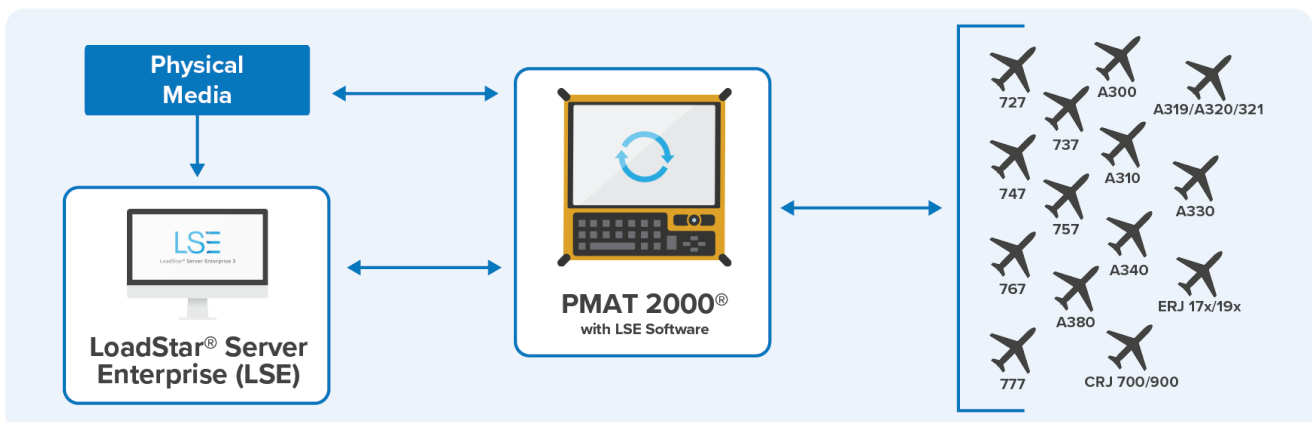 Physical
Media
LSE
LoadStar® Server Enterprise 3
LoadStar® Server
Enterprise (LSE)
PMAT 2000®
with LSE Software
727
A300
A319/A320/321
737
747
A310
757
A330
767
A340
A380
ERJ 17x/19x
777
CRJ 700/900